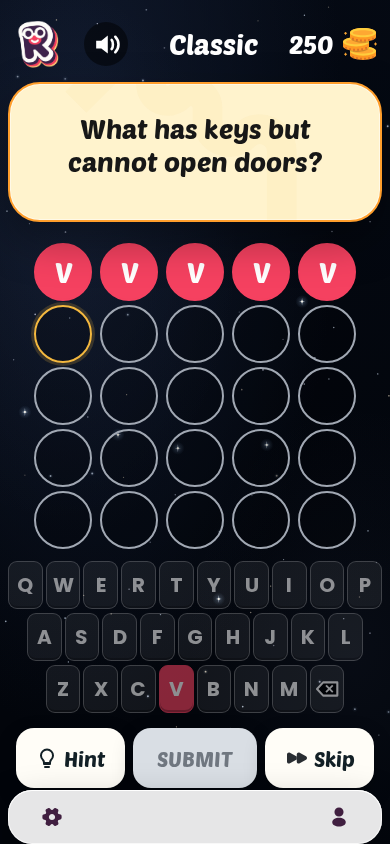 R
Classic
250
What has keys but
cannot open doors?
V V V V V
Q W E R T Y U I O P
A S D F G H J K L
Z X C V B N M
Hint
SUBMIT
Skip